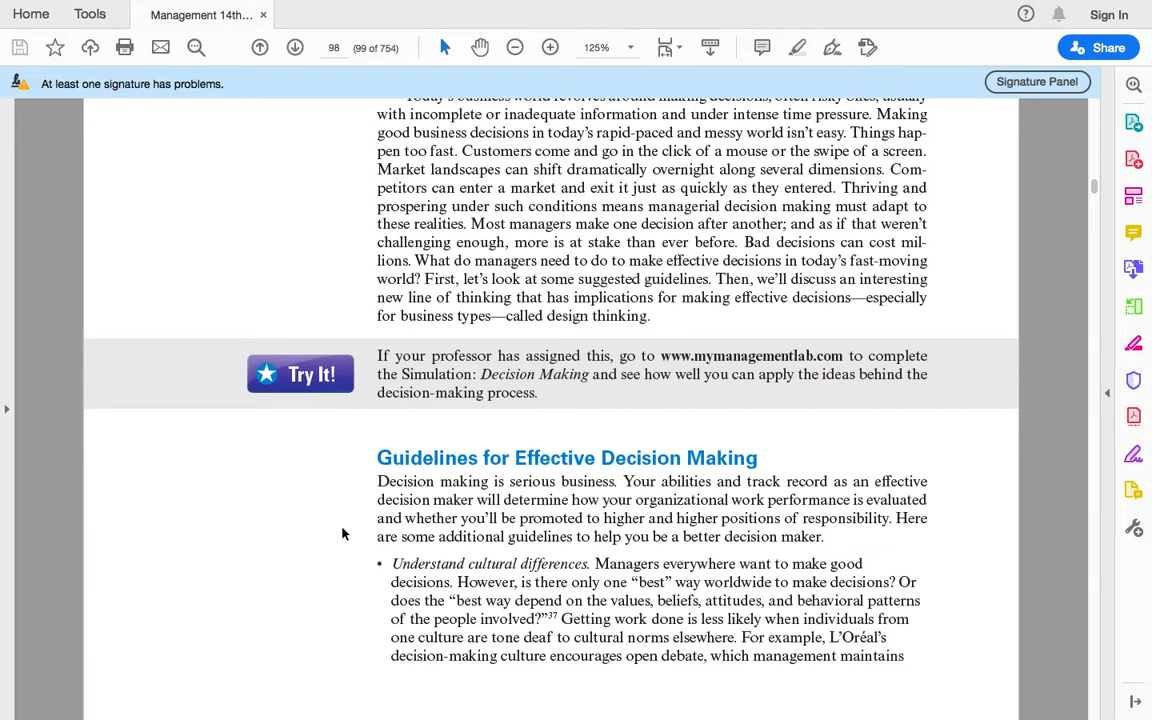 Home Tools Management 14th... × Sign In
98 (99 of 754) 125% Share
At least one signature has problems. Signature Panel
Today's business world revolves around making decisions, often risky ones, usually
with incomplete or inadequate information and under intense time pressure. Making
good business decisions in today's rapid-paced and messy world isn't easy. Things hap-
pen too fast. Customers come and go in the click of a mouse or the swipe of a screen.
Market landscapes can shift dramatically overnight along several dimensions. Com-
petitors can enter a market and exit it just as quickly as they entered. Thriving and
prospering under such conditions means managerial decision making must adapt to
these realities. Most managers make one decision after another; and as if that weren't
challenging enough, more is at stake than ever before. Bad decisions can cost mil-
lions. What do managers need to do to make effective decisions in today's fast-moving
world? First, let's look at some suggested guidelines. Then, we'll discuss an interesting
new line of thinking that has implications for making effective decisions—especially
for business types—called design thinking.
Try It!
If your professor has assigned this, go to www.mymanagementlab.com to complete
the Simulation: Decision Making and see how well you can apply the ideas behind the
decision-making process.
Guidelines for Effective Decision Making
Decision making is serious business. Your abilities and track record as an effective
decision maker will determine how your organizational work performance is evaluated
and whether you'll be promoted to higher and higher positions of responsibility. Here
are some additional guidelines to help you be a better decision maker.
• Understand cultural differences. Managers everywhere want to make good
decisions. However, is there only one “best” way worldwide to make decisions? Or
does the “best way depend on the values, beliefs, attitudes, and behavioral patterns
of the people involved?”37 Getting work done is less likely when individuals from
one culture are tone deaf to cultural norms elsewhere. For example, L'Oréal's
decision-making culture encourages open debate, which management maintains